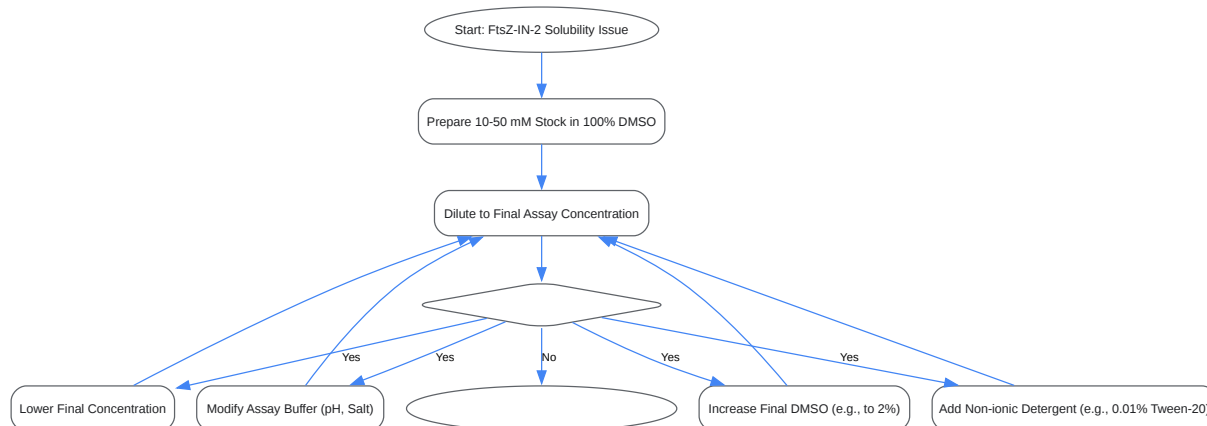 Start: FtsZ-IN-2 Solubility Issue
Prepare 10-50 mM Stock in 100% DMSO
Dilute to Final Assay Concentration
Yes
Yes
No
Yes
Yes
Lower Final Concentration
Modify Assay Buffer (pH, Salt)
Increase Final DMSO (e.g., to 2%)
Add Non-ionic Detergent (e.g., 0.01% Tween-20)